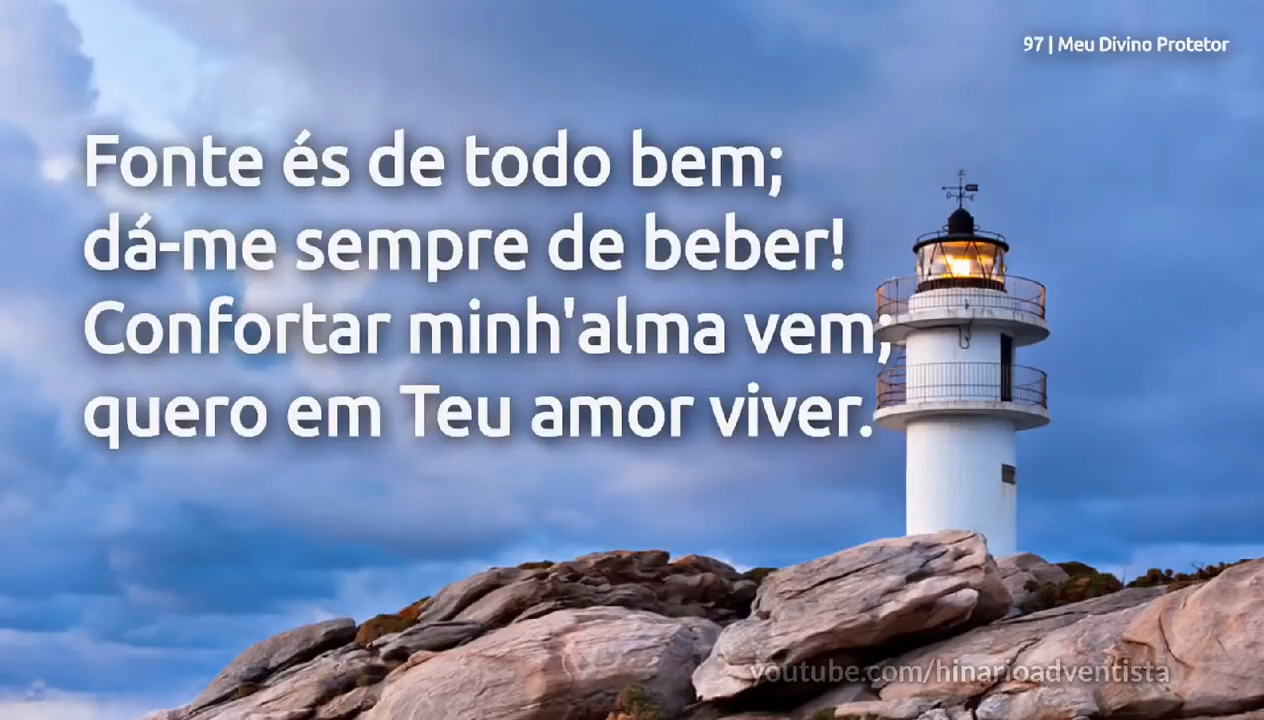 97 | Meu Divino Protetor
Fonte és de todo bem;
dá-me sempre de beber!
Confortar minh'alma vem;
quero em Teu amor viver.
youtube.com/hinarioadventista